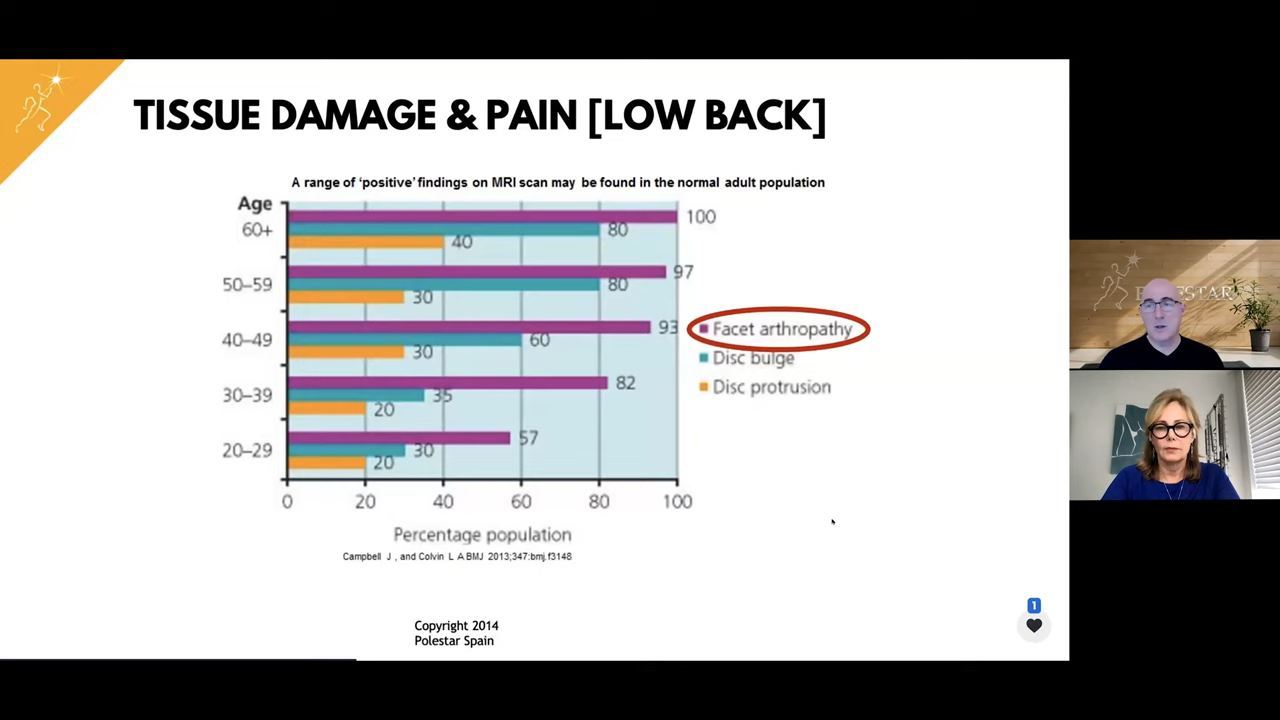 TISSUE DAMAGE & PAIN [LOW BACK]
A range of 'positive' findings on MRI scan may be found in the normal adult population
Age
60+
100
80
40
50–59
97
80
30
40–49
93
60
30
30–39
82
35
20
20–29
57
30
20
0 20 40 60 80 100
Percentage population
Facet arthropathy
Disc bulge
Disc protrusion
Campbell J , and Colvin L A BMJ 2013;347:bmj.f3148
Copyright 2014
Polestar Spain
1